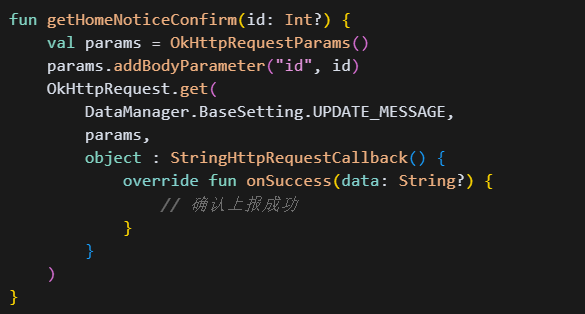 fun getHomeNoticeConfirm(id: Int?) {
    val params = OkHttpRequestParams()
    params.addBodyParameter("id", id)
    OkHttpRequest.get(
        DataManager.BaseSetting.UPDATE_MESSAGE,
        params,
        object : StringHttpRequestCallback() {
            override fun onSuccess(data: String?) {
                // 确认上报成功
            }
        }
    )
}